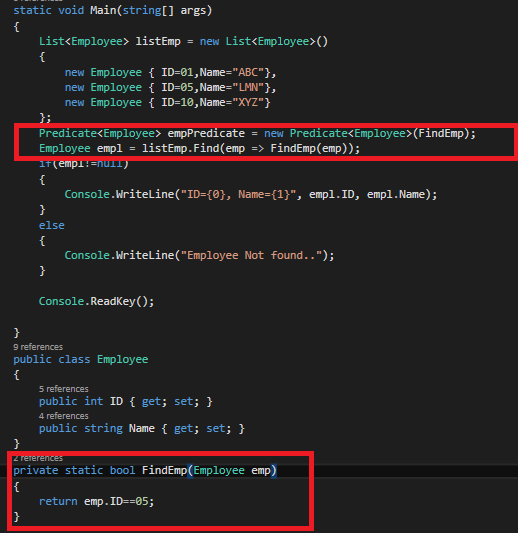 static void Main(string[] args)
{
List<Employee> listEmp = new List<Employee>()
{
new Employee { ID=01,Name="ABC"},
new Employee { ID=05,Name="LMN"},
new Employee { ID=10,Name="XYZ"}
};
Predicate<Employee> empPredicate = new Predicate<Employee>(FindEmp);
Employee empl = listEmp.Find(emp => FindEmp(emp));
if(empl!=null)
{
Console.WriteLine("ID={0}, Name={1}", empl.ID, empl.Name);
}
else
{
Console.WriteLine("Employee Not found..");
}
Console.ReadKey();
}
9 references
public class Employee
{
5 references
public int ID { get; set; }
4 references
public string Name { get; set; }
}
2 references
private static bool FindEmp(Employee emp)
{
return emp.ID==05;
}